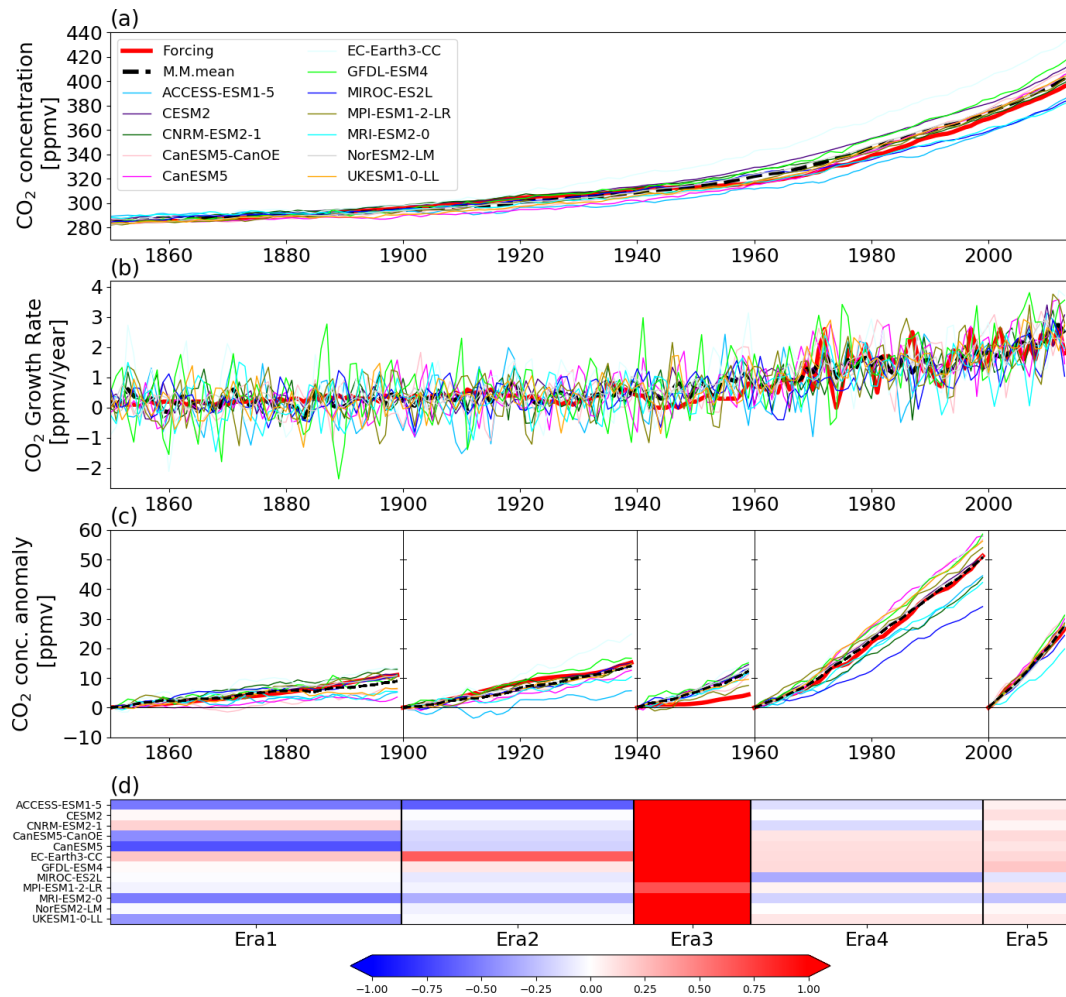 (a)
CO₂ concentration
[ppmv]
440
420
400
380
360
340
320
300
280
Forcing
M.M.mean
ACCESS-ESM1-5
CESM2
CNRM-ESM2-1
CanESM5-CanOE
CanESM5
EC-Earth3-CC
GFDL-ESM4
MIROC-ES2L
MPI-ESM1-2-LR
MRI-ESM2-0
NorESM2-LM
UKESM1-0-LL
1860 1880 1900 1920 1940 1960 1980 2000
(b)
CO₂ Growth Rate
[ppmv/year]
4
3
2
1
0
−1
−2
1860 1880 1900 1920 1940 1960 1980 2000
(c)
CO₂ conc. anomaly
[ppmv]
60
50
40
30
20
10
0
−10
1860 1880 1900 1920 1940 1960 1980 2000
(d)
ACCESS-ESM1-5
CESM2
CNRM-ESM2-1
CanESM5-CanOE
CanESM5
EC-Earth3-CC
GFDL-ESM4
MIROC-ES2L
MPI-ESM1-2-LR
MRI-ESM2-0
NorESM2-LM
UKESM1-0-LL
Era1 Era2 Era3 Era4 Era5
−1.00 −0.75 −0.50 −0.25 0.00 0.25 0.50 0.75 1.00